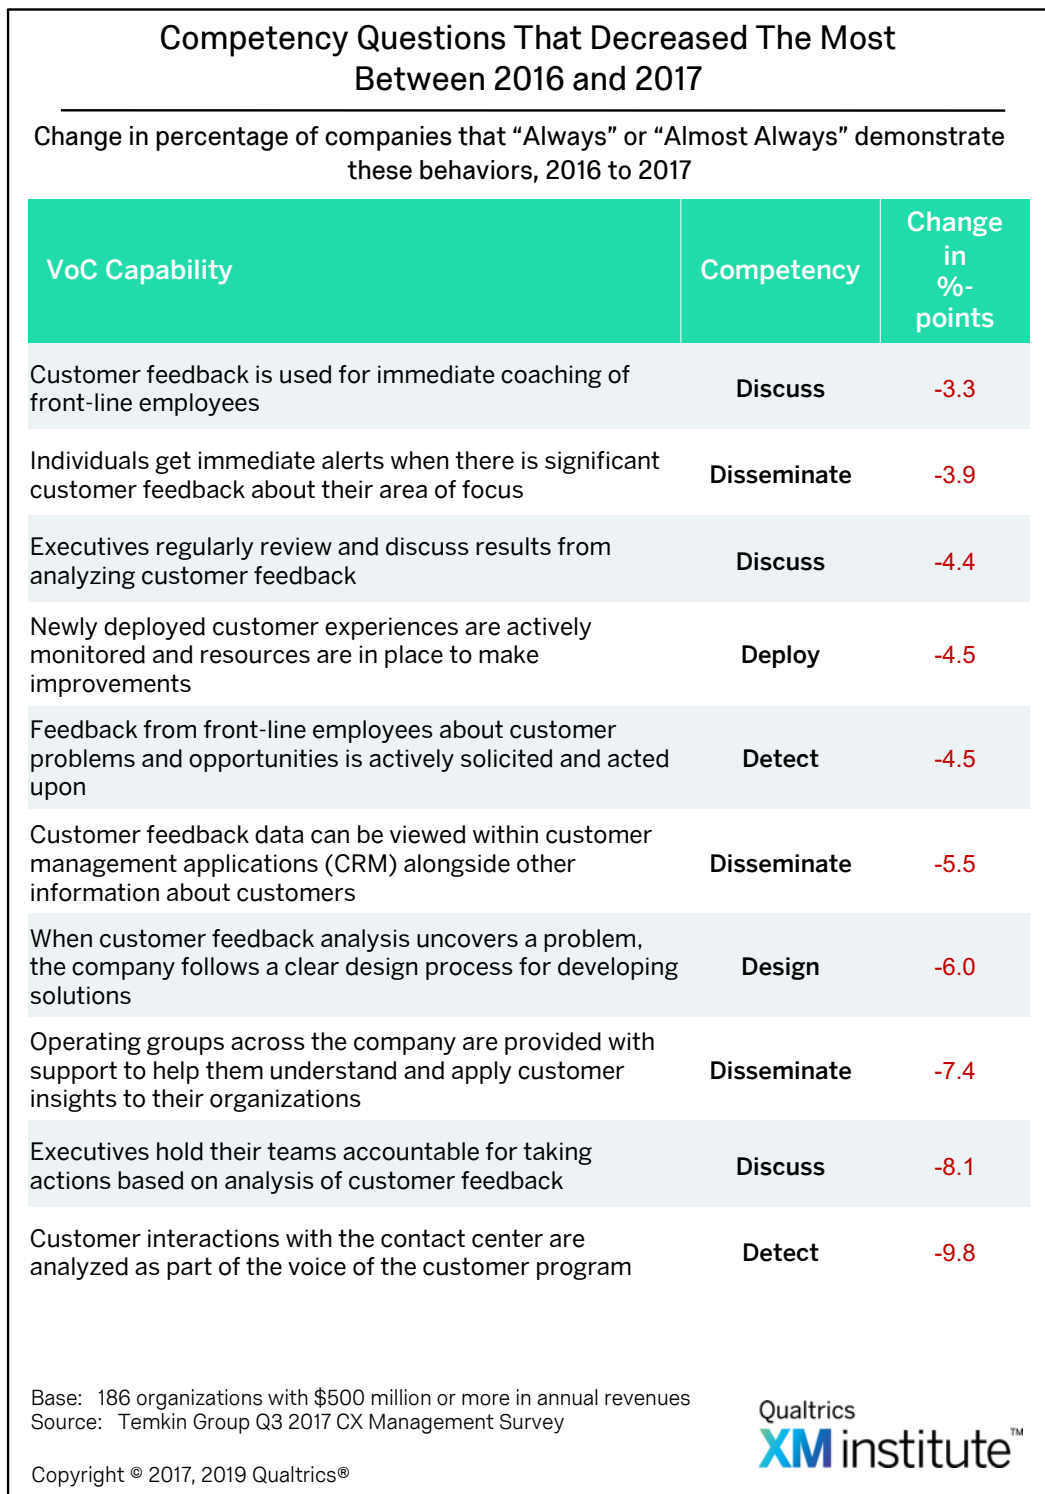 Competency Questions That Decreased The Most
Between 2016 and 2017
Change in percentage of companies that “Always” or “Almost Always” demonstrate
these behaviors, 2016 to 2017
VoC Capability
Competency
Change
in
%-
points
Customer feedback is used for immediate coaching of
front-line employees
Discuss
-3.3
Individuals get immediate alerts when there is significant
customer feedback about their area of focus
Disseminate
-3.9
Executives regularly review and discuss results from
analyzing customer feedback
Discuss
-4.4
Newly deployed customer experiences are actively
monitored and resources are in place to make
improvements
Deploy
-4.5
Feedback from front-line employees about customer
problems and opportunities is actively solicited and acted
upon
Detect
-4.5
Customer feedback data can be viewed within customer
management applications (CRM) alongside other
information about customers
Disseminate
-5.5
When customer feedback analysis uncovers a problem,
the company follows a clear design process for developing
solutions
Design
-6.0
Operating groups across the company are provided with
support to help them understand and apply customer
insights to their organizations
Disseminate
-7.4
Executives hold their teams accountable for taking
actions based on analysis of customer feedback
Discuss
-8.1
Customer interactions with the contact center are
analyzed as part of the voice of the customer program
Detect
-9.8
Base: 186 organizations with $500 million or more in annual revenues
Source: Temkin Group Q3 2017 CX Management Survey
Copyright © 2017, 2019 Qualtrics®
Qualtrics
XM institute™